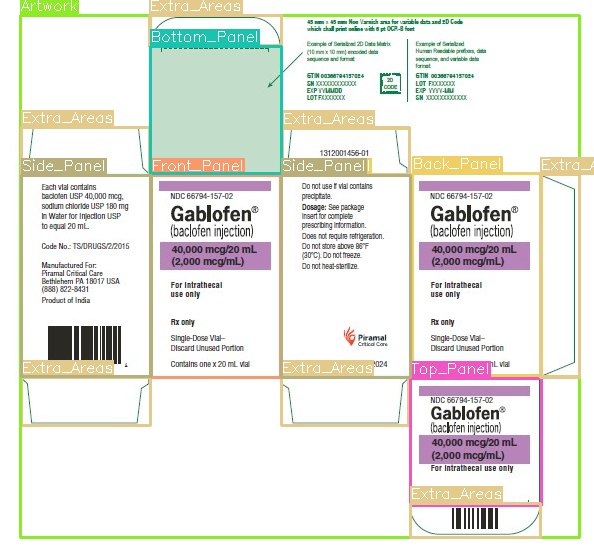 Artwork
Extra_Areas
45 mm x 45 mm Non Varnish area for variable data and 2D Code
which shall print online with 6 pt OCR-B font
Bottom_Panel
Example of Serialized 2D Data Matrix
(10 mm x 10 mm) encoded data
sequence and format
GTIN 00366794157024
SN XXXXXXXXXXXX
EXP YYMMDD
LOT FXXXXXXX
2D
CODE
Example of Serialized
Human Readable prefixes, data
sequence, and variable data
format
GTIN 00366794157024
LOT FXXXXXXX
EXP YYYY-MM
SN XXXXXXXXXXXX
Extra_Areas
Extra_Areas
1312001456-01
Side_Panel
Each vial contains
baclofen USP 40,000 mcg,
sodium chloride USP 180 mg
in Water for Injection USP
to equal 20 mL.
Code No.: TS/DRUGS/2/2015
Manufactured For:
Piramal Critical Care
Bethlehem PA 18017 USA
(888) 822-8431
Product of India
Extra_Areas
Front_Panel
NDC 66794-157-02
Gablofen®
(baclofen injection)
40,000 mcg/20 mL
(2,000 mcg/mL)
For Intrathecal
use only
Rx only
Single-Dose Vial–
Discard Unused Portion
Contains one x 20 mL vial
Side_Panel
Do not use if vial contains
precipitate.
Dosage: See package
insert for complete
prescribing information.
Does not require refrigeration.
Do not store above 86°F
(30°C). Do not freeze.
Do not heat-sterilize.
Piramal
Critical Care
2024
Extra_Areas
Back_Panel
NDC 66794-157-02
Gablofen®
(baclofen injection)
40,000 mcg/20 mL
(2,000 mcg/mL)
For Intrathecal
use only
Rx only
Single-Dose Vial–
Discard Unused Portion
mL vial
Extra_A
Top_Panel
NDC 66794-157-02
Gablofen®
(baclofen injection)
40,000 mcg/20 mL
(2,000 mcg/mL)
For Intrathecal use only
Extra_Areas